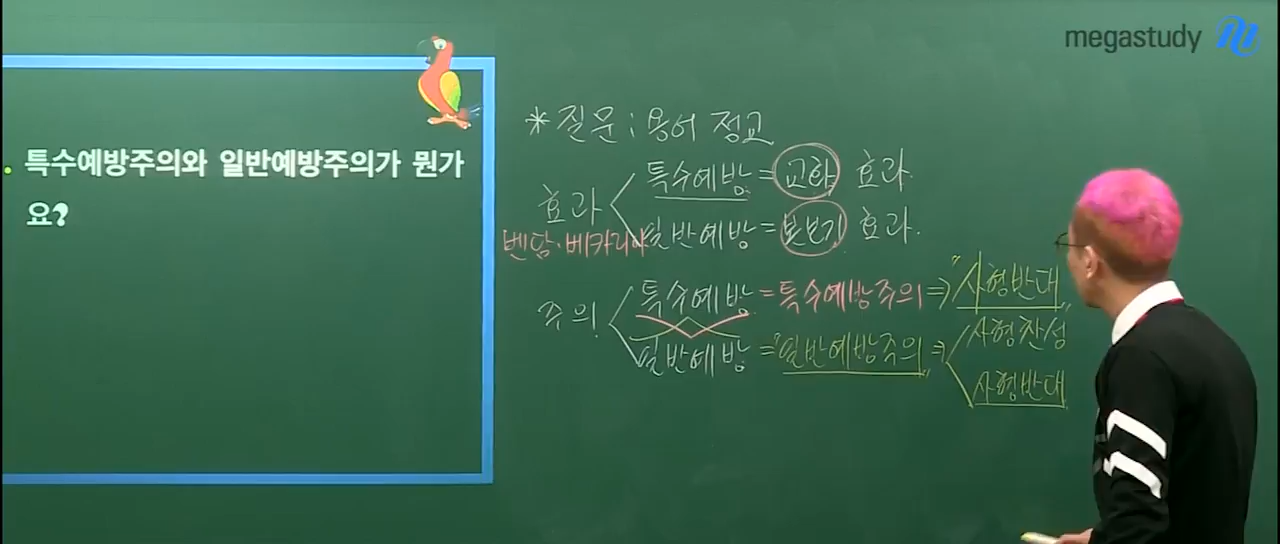 megastudy
특수예방주의와 일반예방주의가 뭔가
요?
* 질문 : 용어 정교
효과
특수예방 = 교화 효과.
일반예방 = 본보기 효과.
벤담·베카리아
주의
특수예방 = 특수예방주의 ⇒ "사형반대"
일반예방 = "일반예방주의" ⇒
사형찬성
사형반대